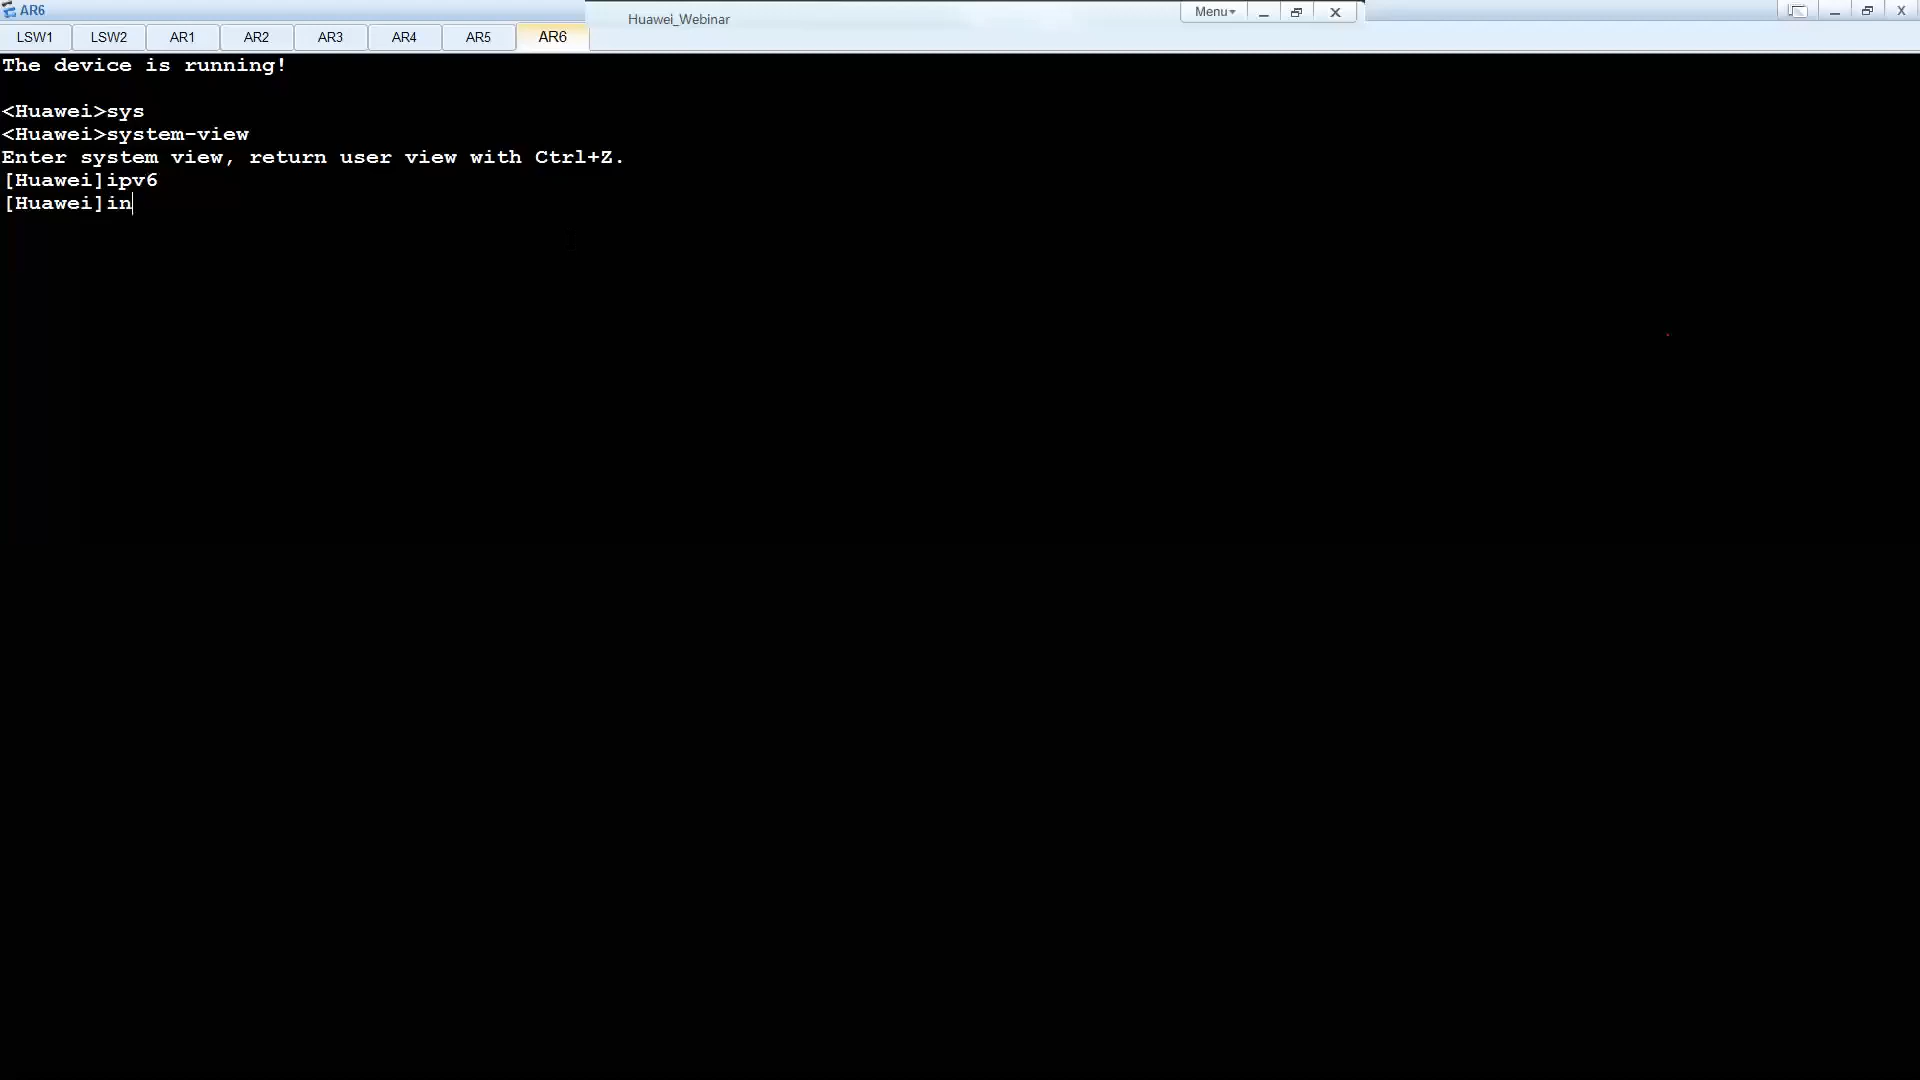 AR6
Huawei_Webinar
Menu
LSW1 LSW2 AR1 AR2 AR3 AR4 AR5 AR6
The device is running!
<Huawei>sys
<Huawei>system-view
Enter system view, return user view with Ctrl+Z.
[Huawei]ipv6
[Huawei]in